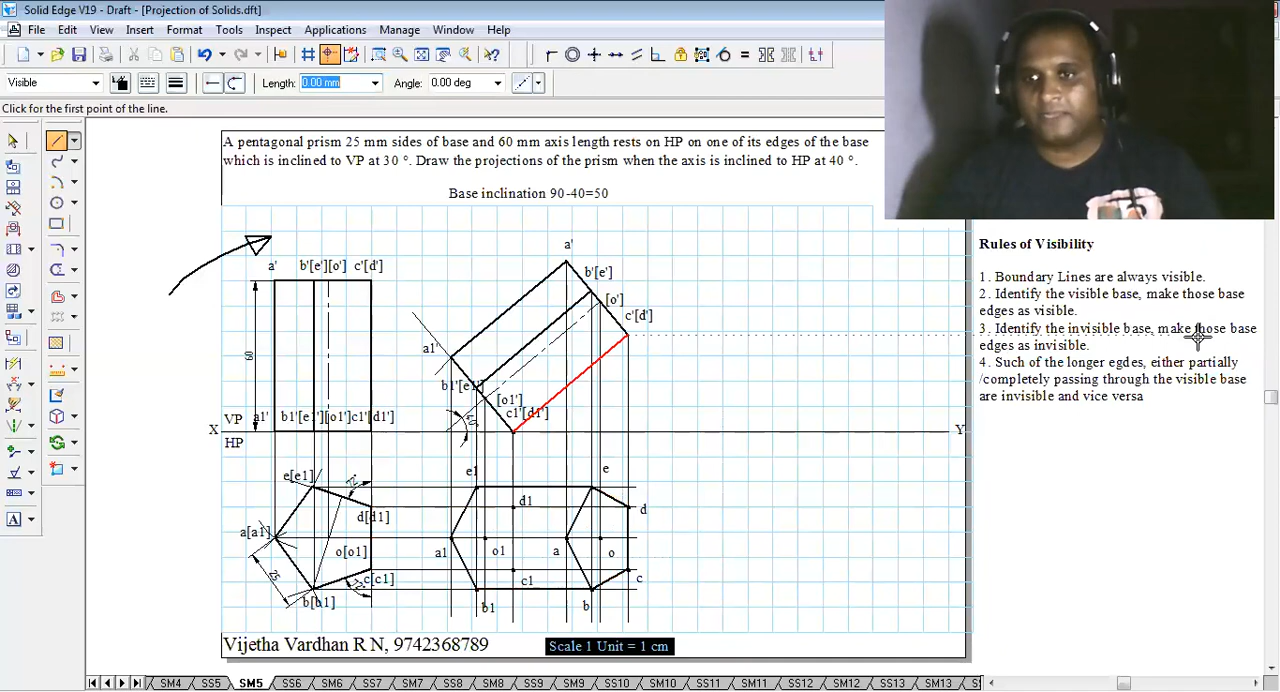 Solid Edge V19 - Draft - [Projection of Solids.dft]
File Edit View Insert Format Tools Inspect Applications Manage Window Help
Visible Length: 0.00 mm Angle: 0.00 deg
Click for the first point of the line.
A pentagonal prism 25 mm sides of base and 60 mm axis length rests on HP on one of its edges of the base
which is inclined to VP at 30 °. Draw the projections of the prism when the axis is inclined to HP at 40 °.
Base inclination 90-40=50
Rules of Visibility
1. Boundary Lines are always visible.
2. Identify the visible base, make those base
edges as visible.
3. Identify the invisible base, make those base
edges as invisible.
4. Such of the longer egdes, either partially
/completely passing through the visible base
are invisible and vice versa
a'
b'[e']
[o']
c'[d']
a' b'[e'][o'] c'[d']
60
a1'
b1'[e1']
[o1']
c1'[d1']
VP a1' b1'[e1'][o1']c1'[d1']
X Y
HP
e[e1]
72
d[d1]
a[a1]
o[o1]
c[c1]
25
72
b[b1]
e1 e
d1 d
a1 o1 a o
c1 c
b1 b
Vijetha Vardhan R N, 9742368789
Scale 1 Unit = 1 cm
SM4 SS5 SM5 SS6 SM6 SS7 SM7 SS8 SM8 SS9 SM9 SS10 SM10 SS11 SM11 SS12 SM12 SS13 SM13